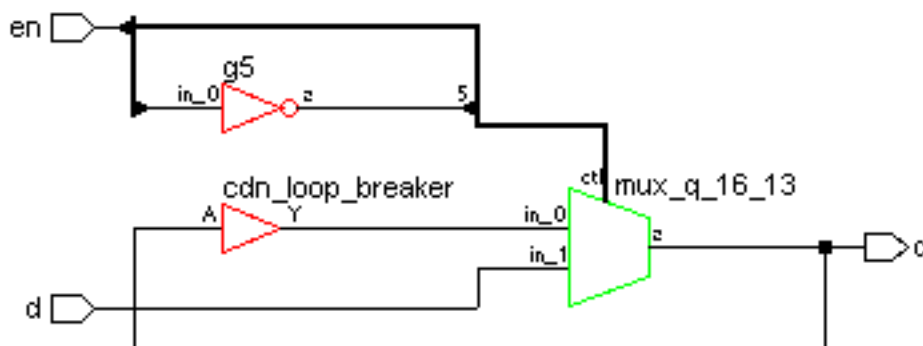 en
g5
in_0
z
5
cdn_loop_breaker
ctl
mux_q_16_13
A
Y
in_0
z
in_1
d